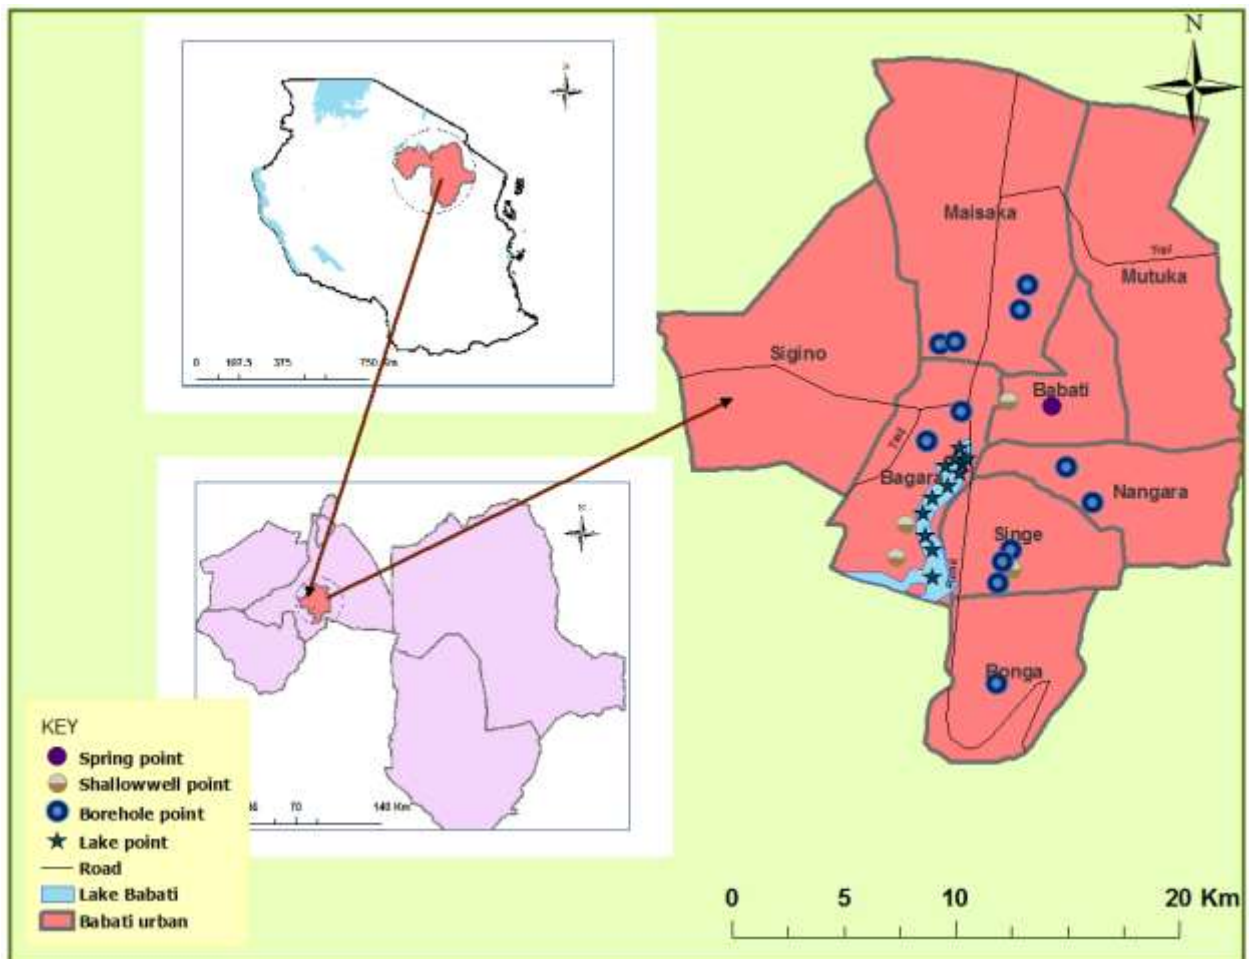 N
0 187.5 375 750 Km
Maisaka
Mutuka
Sigino
Babati
Bagara
Nangara
Singe
Bonga
KEY
Spring point
Shallowwell point
Borehole point
Lake point
Road
Lake Babati
Babati urban
70 140 Km
0 5 10 20 Km